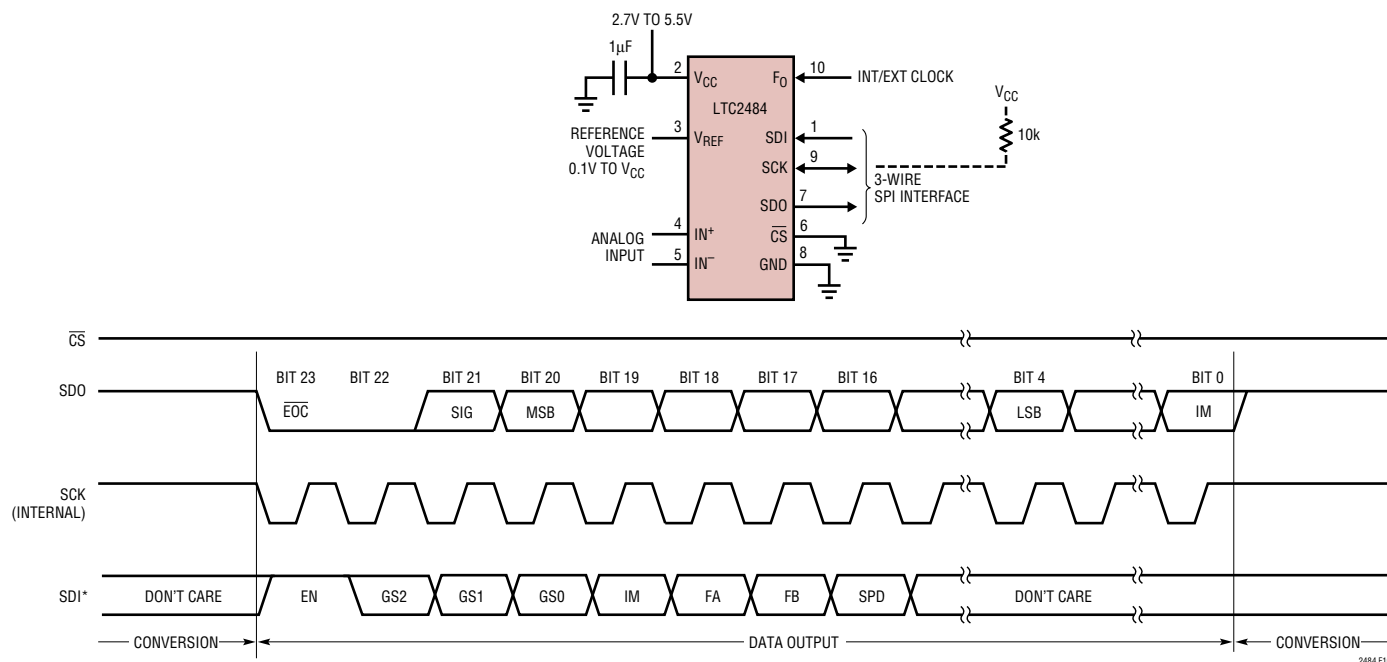 2.7V TO 5.5V
1µF
2
VCC
FO
10
INT/EXT CLOCK
LTC2484
VCC
10k
REFERENCE
VOLTAGE
0.1V TO VCC
3
VREF
SDI
1
SCK
9
3-WIRE
SPI INTERFACE
SDO
7
ANALOG
INPUT
4
IN+
CS
6
5
IN–
GND
8
CS
SDO
BIT 23
BIT 22
BIT 21
BIT 20
BIT 19
BIT 18
BIT 17
BIT 16
BIT 4
BIT 0
EOC
SIG
MSB
LSB
IM
SCK
(INTERNAL)
SDI*
DON'T CARE
EN
GS2
GS1
GS0
IM
FA
FB
SPD
DON'T CARE
CONVERSION
DATA OUTPUT
CONVERSION